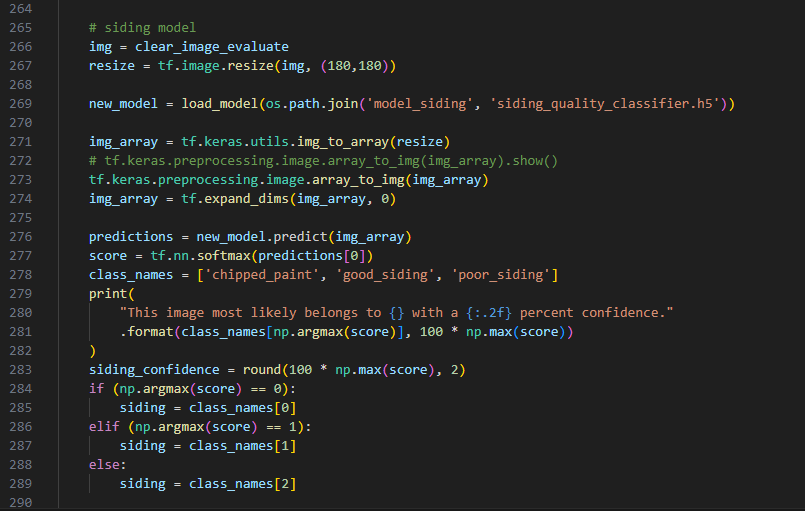 264
265 # siding model
266 img = clear_image_evaluate
267 resize = tf.image.resize(img, (180,180))
268
269 new_model = load_model(os.path.join('model_siding', 'siding_quality_classifier.h5'))
270
271 img_array = tf.keras.utils.img_to_array(resize)
272 # tf.keras.preprocessing.image.array_to_img(img_array).show()
273 tf.keras.preprocessing.image.array_to_img(img_array)
274 img_array = tf.expand_dims(img_array, 0)
275
276 predictions = new_model.predict(img_array)
277 score = tf.nn.softmax(predictions[0])
278 class_names = ['chipped_paint', 'good_siding', 'poor_siding']
279 print(
280     "This image most likely belongs to {} with a {:.2f} percent confidence."
281     .format(class_names[np.argmax(score)], 100 * np.max(score))
282 )
283 siding_confidence = round(100 * np.max(score), 2)
284 if (np.argmax(score) == 0):
285     siding = class_names[0]
286 elif (np.argmax(score) == 1):
287     siding = class_names[1]
288 else:
289     siding = class_names[2]
290